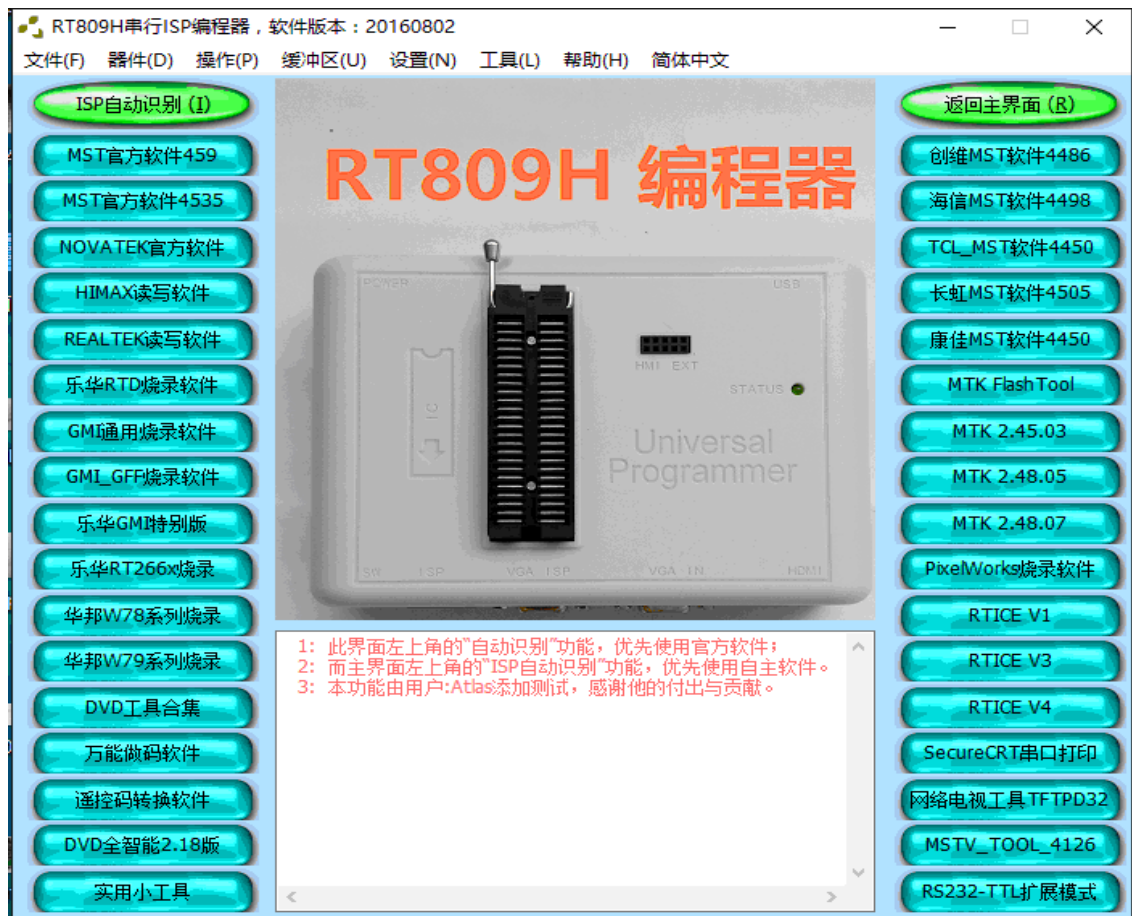 RT809H串行ISP编程器，软件版本：20160802
文件(F) 器件(D) 操作(P) 缓冲区(U) 设置(N) 工具(L) 帮助(H) 简体中文
ISP自动识别 (I)
MST官方软件459
MST官方软件4535
NOVATEK官方软件
HIMAX读写软件
REALTEK读写软件
乐华RTD烧录软件
GMI通用烧录软件
GMI_GFF烧录软件
乐华GMI特别版
乐华RT266x烧录
华邦W78系列烧录
华邦W79系列烧录
DVD工具合集
万能做码软件
遥控码转换软件
DVD全智能2.18版
实用小工具
RT809H 编程器
POWER
USB
HMI EXT
STATUS
IC
Universal
Programmer
SW ISP VGA ISP VGA IN HDMI
1: 此界面左上角的“自动识别”功能，优先使用官方软件；
2: 而主界面左上角的“ISP自动识别”功能，优先使用自主软件。
3: 本功能由用户:Atlas添加测试，感谢他的付出与贡献。
返回主界面 (R)
创维MST软件4486
海信MST软件4498
TCL_MST软件4450
长虹MST软件4505
康佳MST软件4450
MTK FlashTool
MTK 2.45.03
MTK 2.48.05
MTK 2.48.07
PixelWorks烧录软件
RTICE V1
RTICE V3
RTICE V4
SecureCRT串口打印
网络电视工具TFTPD32
MSTV_TOOL_4126
RS232-TTL扩展模式